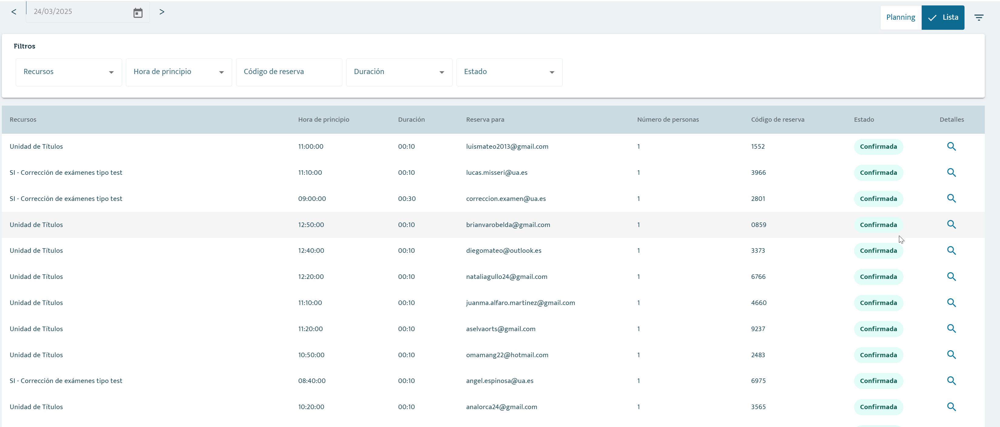 < 24/03/2025 >
Planning Lista
Filtros
Recursos Hora de principio Código de reserva Duración Estado
Recursos Hora de principio Duración Reserva para Número de personas Código de reserva Estado Detalles
Unidad de Títulos 11:00:00 00:10 luismateo2013@gmail.com 1 1552 Confirmada
SI - Corrección de exámenes tipo test 11:10:00 00:10 lucas.misseri@ua.es 1 3966 Confirmada
SI - Corrección de exámenes tipo test 09:00:00 00:30 correccion.examen@ua.es 1 2801 Confirmada
Unidad de Títulos 12:50:00 00:10 brianvarobelda@gmail.com 1 0859 Confirmada
Unidad de Títulos 12:40:00 00:10 diegomateo@outlook.es 1 3373 Confirmada
Unidad de Títulos 12:20:00 00:10 nataliagullo24@gmail.com 1 6766 Confirmada
Unidad de Títulos 11:10:00 00:10 juanma.alfaro.martinez@gmail.com 1 4660 Confirmada
Unidad de Títulos 11:20:00 00:10 aselvaorts@gmail.com 1 9237 Confirmada
Unidad de Títulos 10:50:00 00:10 omamang22@hotmail.com 1 2483 Confirmada
SI - Corrección de exámenes tipo test 08:40:00 00:10 angel.espinosa@ua.es 1 6975 Confirmada
Unidad de Títulos 10:20:00 00:10 analorca24@gmail.com 1 3565 Confirmada